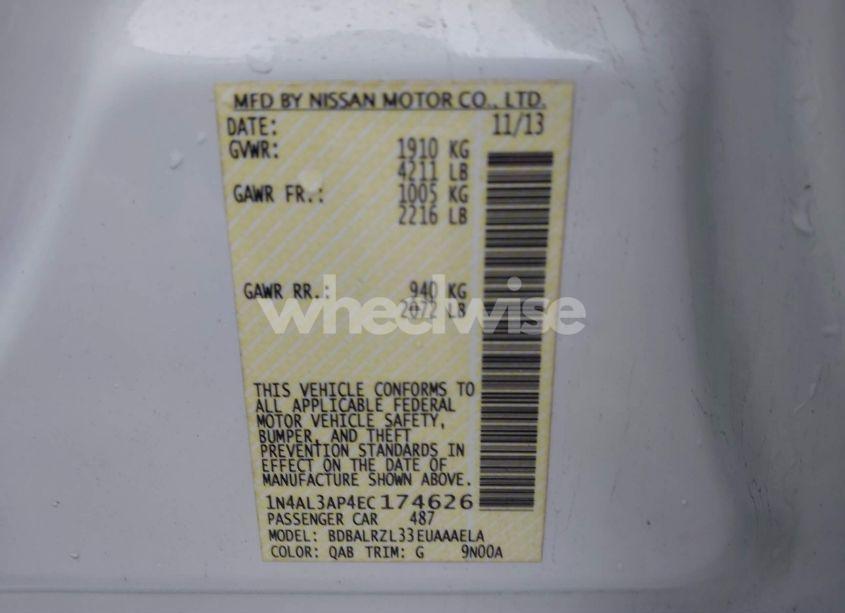 MFD BY NISSAN MOTOR CO., LTD.
DATE: 11/13
GVWR: 1910 KG
4211 LB
GAWR FR.: 1005 KG
2216 LB
GAWR RR.: 940 KG
2072 LB
wheelwise
THIS VEHICLE CONFORMS TO
ALL APPLICABLE FEDERAL
MOTOR VEHICLE SAFETY,
BUMPER, AND THEFT
PREVENTION STANDARDS IN
EFFECT ON THE DATE OF
MANUFACTURE SHOWN ABOVE.
1N4AL3AP4EC174626
PASSENGER CAR 487
MODEL: BDBALRZL33EUAAAELA
COLOR: QAB TRIM: G 9N00A